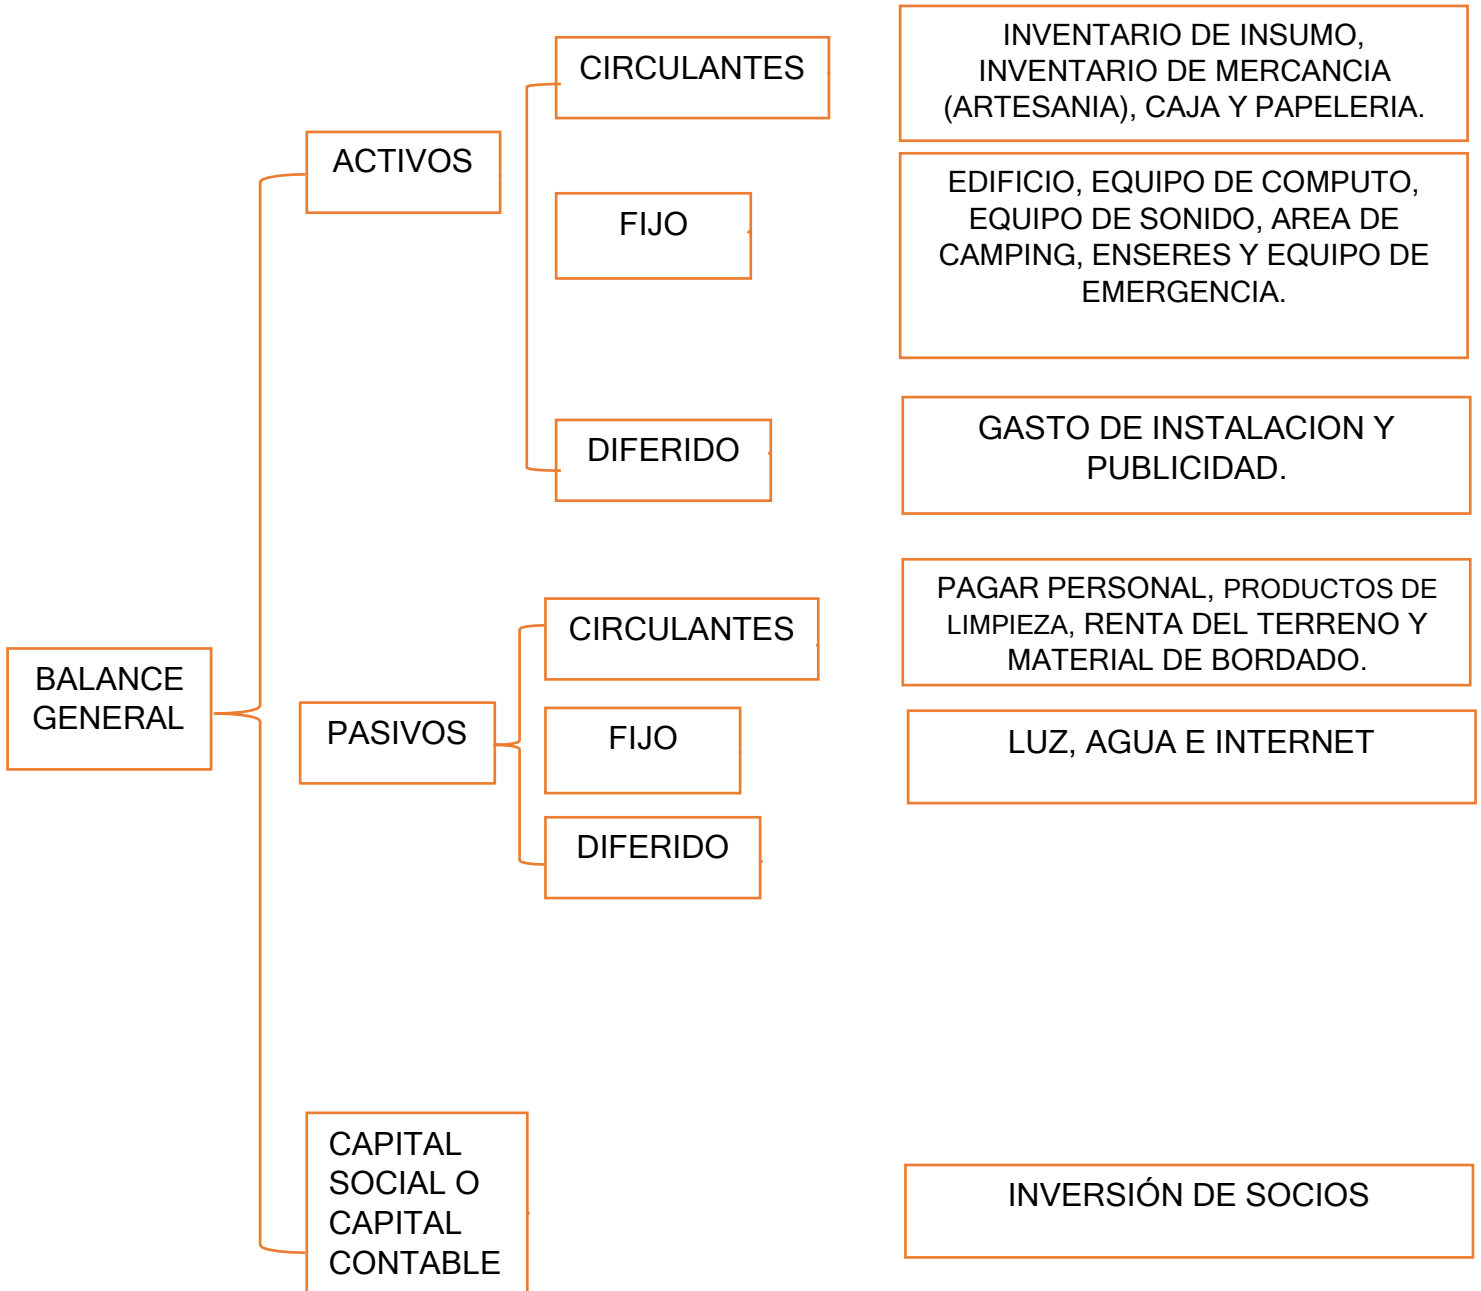 BALANCE
GENERAL
ACTIVOS
CIRCULANTES
INVENTARIO DE INSUMO,
INVENTARIO DE MERCANCIA
(ARTESANIA), CAJA Y PAPELERIA.
FIJO
EDIFICIO, EQUIPO DE COMPUTO,
EQUIPO DE SONIDO, AREA DE
CAMPING, ENSERES Y EQUIPO DE
EMERGENCIA.
DIFERIDO
GASTO DE INSTALACION Y
PUBLICIDAD.
PASIVOS
CIRCULANTES
PAGAR PERSONAL, PRODUCTOS DE
LIMPIEZA, RENTA DEL TERRENO Y
MATERIAL DE BORDADO.
FIJO
LUZ, AGUA E INTERNET
DIFERIDO
CAPITAL
SOCIAL O
CAPITAL
CONTABLE
INVERSIÓN DE SOCIOS